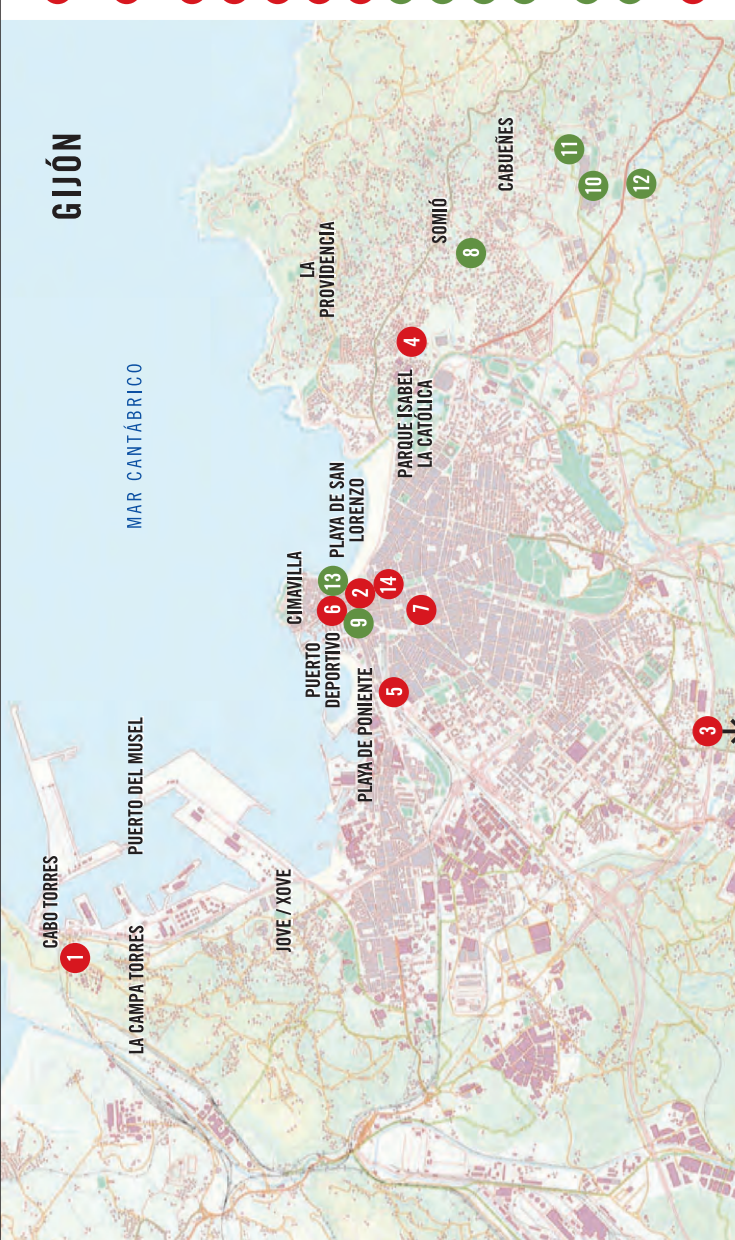 GIJÓN
MAR CANTÁBRICO
CABO TORRES
1
LA CAMPA TORRES
PUERTO DEL MUSEL
JOVE / XOVE
CIMAVILLA
PUERTO
DEPORTIVO
PLAYA DE PONIENTE
PLAYA DE SAN
LORENZO
6
13
9
2
14
5
7
3
LA
PROVIDENCIA
PARQUE ISABEL
LA CATÓLICA
4
SOMIÓ
8
CABUEÑES
10
11
12